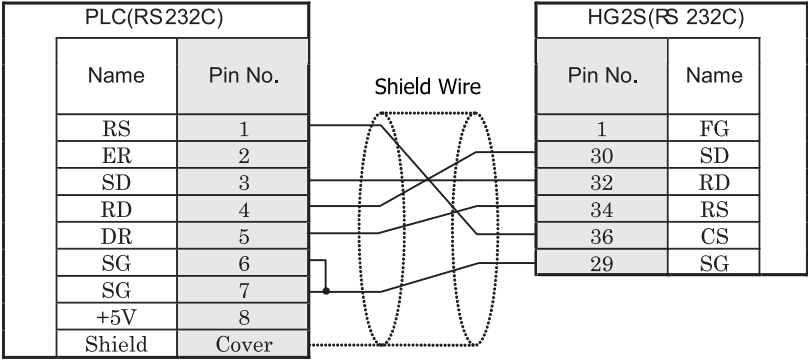 PLC(RS232C)
HG2S(RS 232C)
Name Pin No.
Shield Wire
Pin No. Name
RS 1
1 FG
ER 2
30 SD
SD 3
32 RD
RD 4
34 RS
DR 5
36 CS
SG 6
29 SG
SG 7
+5V 8
Shield Cover